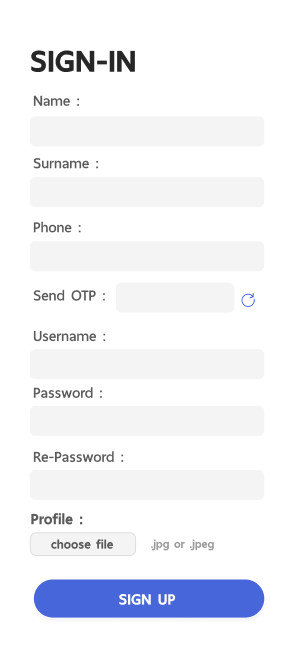 SIGN-IN
Name :
Surname :
Phone :
Send OTP :
Username :
Password :
Re-Password :
Profile :
choose file .jpg or .jpeg
SIGN UP